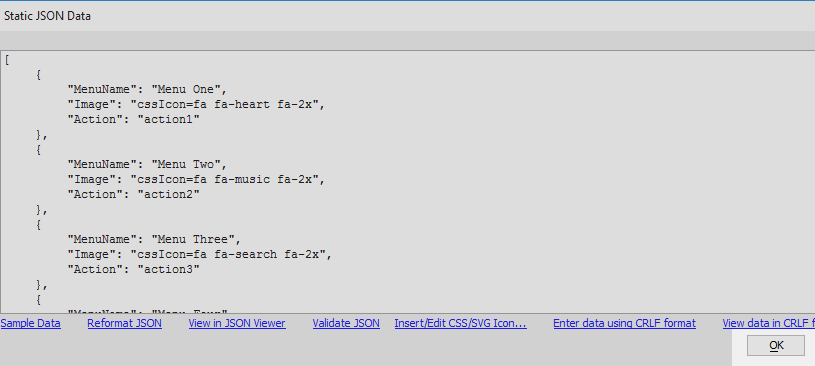 Static JSON Data
[
{
"MenuName": "Menu One",
"Image": "cssIcon=fa fa-heart fa-2x",
"Action": "action1"
},
{
"MenuName": "Menu Two",
"Image": "cssIcon=fa fa-music fa-2x",
"Action": "action2"
},
{
"MenuName": "Menu Three",
"Image": "cssIcon=fa fa-search fa-2x",
"Action": "action3"
},
{
"MenuName": "Menu Four"
Sample Data Reformat JSON View in JSON Viewer Validate JSON Insert/Edit CSS/SVG Icon... Enter data using CRLF format View data in CRLF f
OK